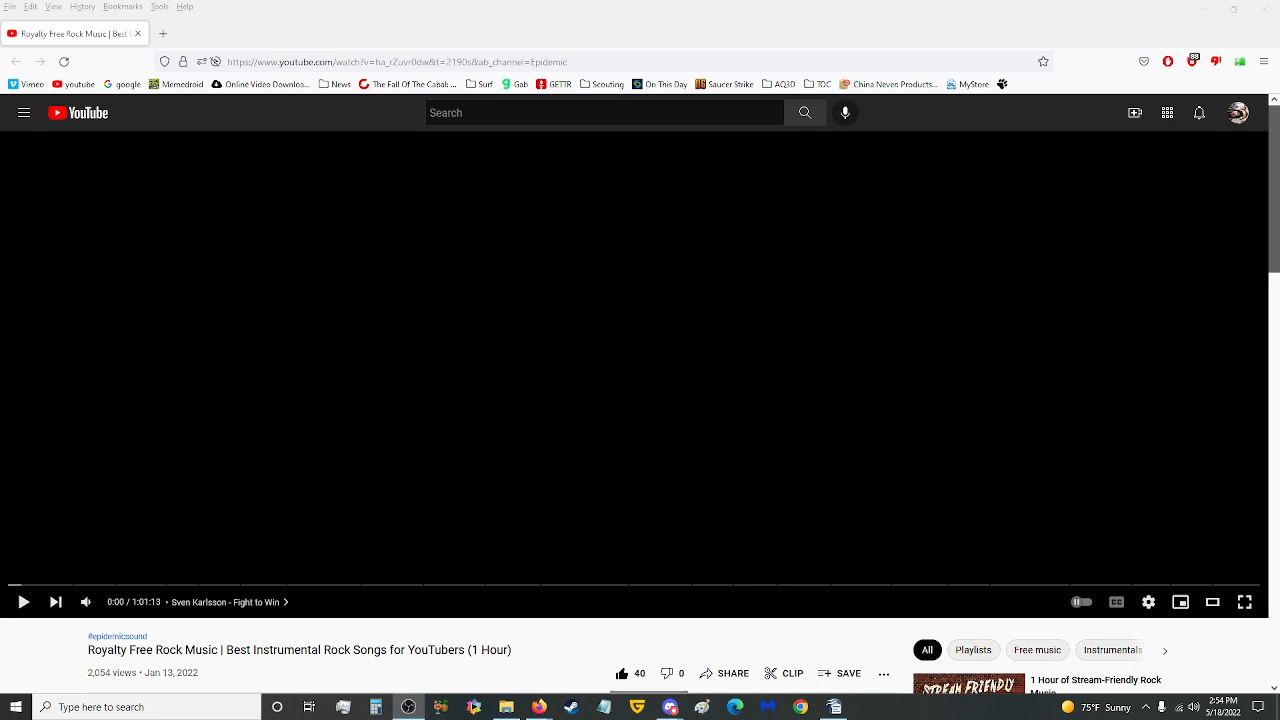 File Edit View History Bookmarks Tools Help
Royalty Free Rock Music | Best I
https://www.youtube.com/watch?v=ha_rZuvr0dw&t=2190s&ab_channel=Epidemic
88
Vimeo youtube google Memedroid Online Video Downloa... News The Fall Of The Cabal: ... Surf Gab GETTR Scouting On This Day Saucer Strike AQ3D TOC China Never Products... MyStore
YouTube
Search
0:00 / 1:01:13 • Sven Karlsson - Fight to Win
CC
#epidemicsound
Royalty Free Rock Music | Best Instrumental Rock Songs for YouTubers (1 Hour)
2,054 views • Jan 13, 2022
40 0 SHARE CLIP SAVE
All Playlists Free music Instrumentals
STREAM FRIENDLY
1 Hour of Stream-Friendly Rock
Music
Type here to search
75°F Sunny
2:54 PM
5/18/2022